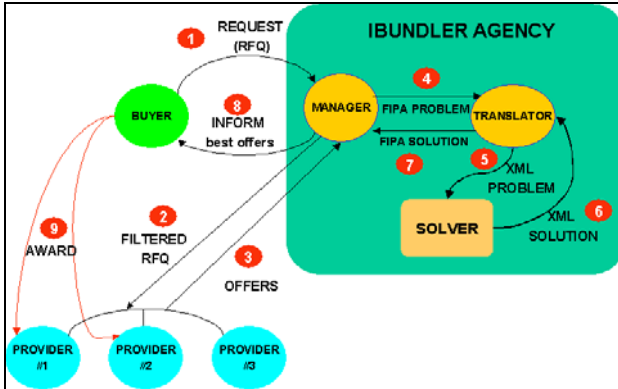 IBUNDLER AGENCY
1
REQUEST
(RFQ)
BUYER
8
INFORM
best offers
MANAGER
4
FIPA PROBLEM
TRANSLATOR
FIPA SOLUTION
7
5
XML
PROBLEM
SOLVER
6
XML
SOLUTION
2
FILTERED
RFQ
3
OFFERS
9
AWARD
PROVIDER
#1
PROVIDER
#2
PROVIDER
#3